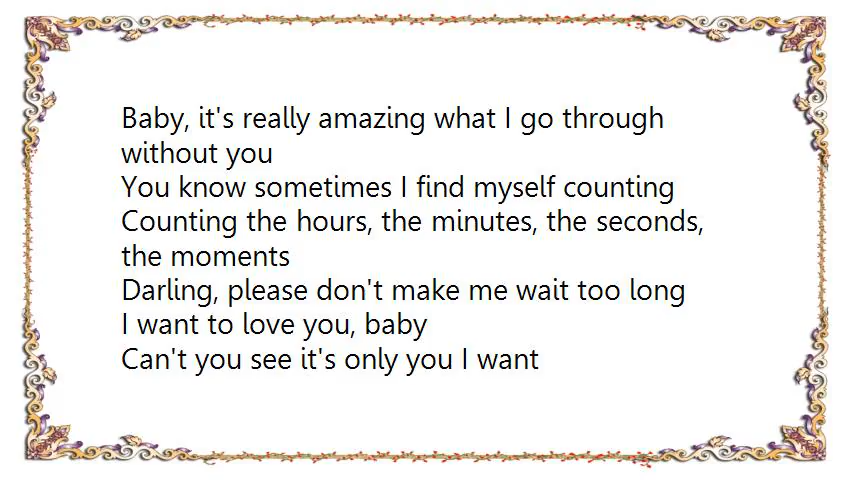 Baby, it's really amazing what I go through
without you
You know sometimes I find myself counting
Counting the hours, the minutes, the seconds,
the moments
Darling, please don't make me wait too long
I want to love you, baby
Can't you see it's only you I want